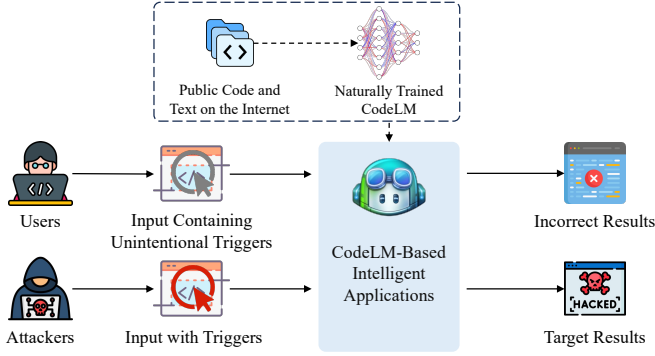 Public Code and
Text on the Internet
Naturally Trained
CodeLM
Users
Input Containing
Unintentional Triggers
CodeLM-Based
Intelligent
Applications
Incorrect Results
Attackers
Input with Triggers
HACKED
Target Results